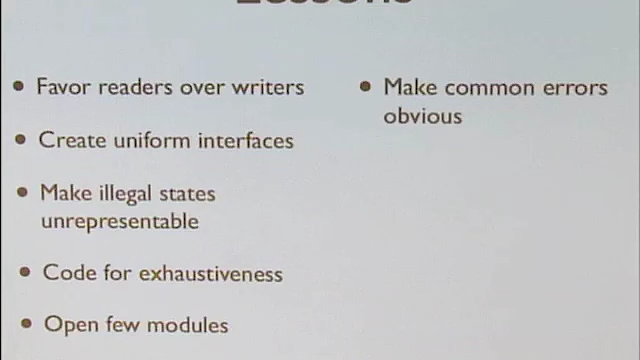 Lessons
• Favor readers over writers
• Create uniform interfaces
• Make illegal states
unrepresentable
• Code for exhaustiveness
• Open few modules
• Make common errors
obvious